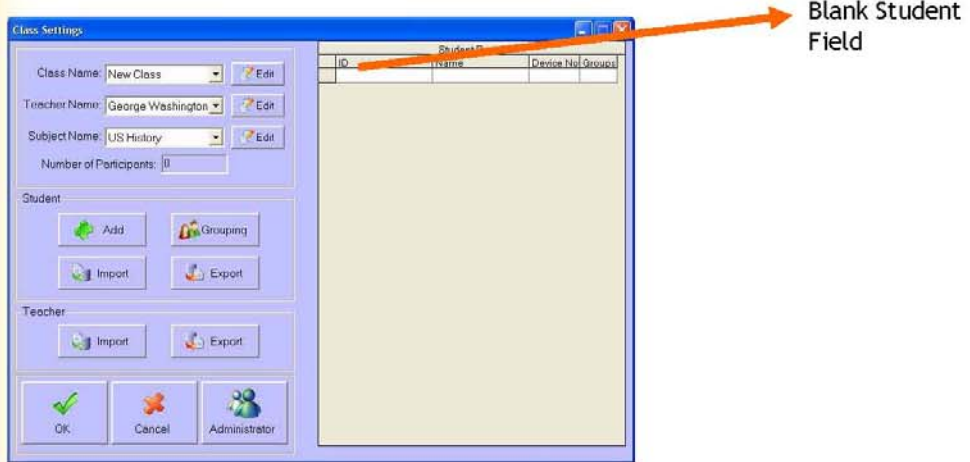 Blank Student
Field
Class Settings
Class Name: New Class Edit
Teacher Name: George Washington Edit
Subject Name: US History Edit
Number of Participants: 0
Student
Add Grouping
Import Export
Teacher
Import Export
OK Cancel Administrator
Student
ID Name Device No Groups